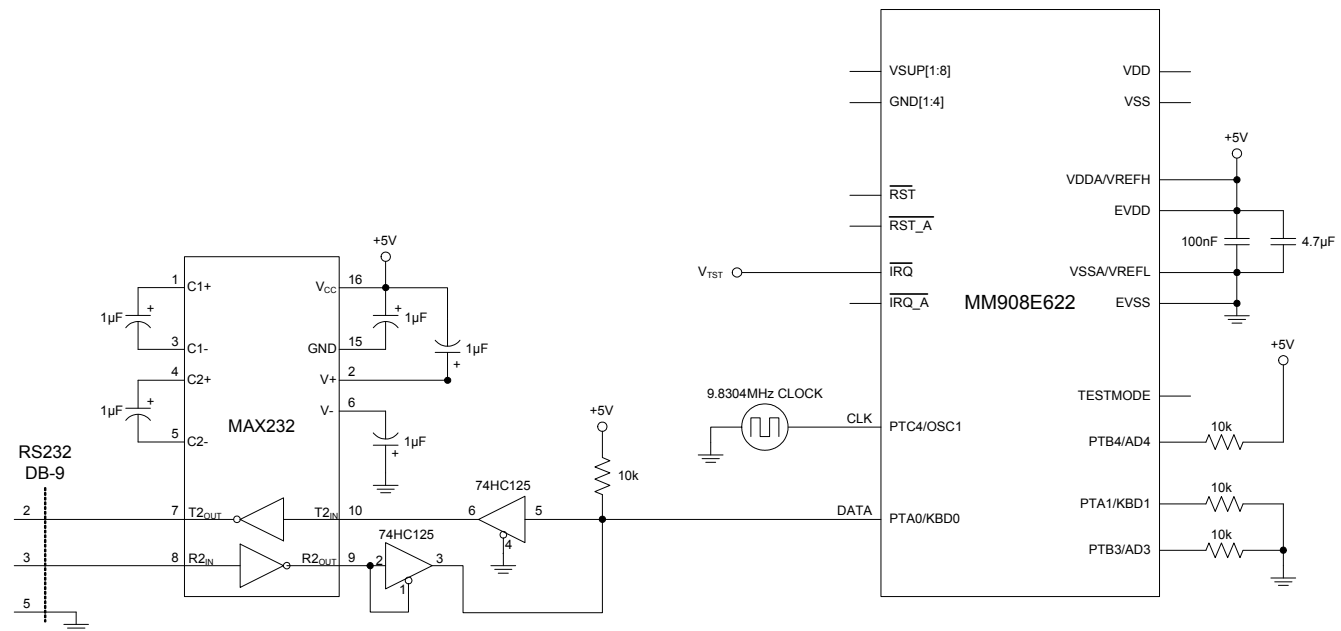 VSUP[1:8]
VDD
GND[1:4]
VSS
+5V
VDDA/VREFH
RST
EVDD
RST_A
100nF
4.7µF
+5V
VTST
IRQ
VSSA/VREFL
MM908E622
1
C1+
VCC
16
IRQ_A
EVSS
1µF
+
+
1µF
3
C1-
GND
15
1µF
+
+5V
4
C2+
V+
2
9.8304MHz CLOCK
TESTMODE
1µF
+
V-
6
+5V
MAX232
CLK
PTC4/OSC1
10k
5
C2-
1µF
+
PTB4/AD4
RS232
DB-9
10k
74HC125
10k
2
7
T2OUT
T2IN
10
6
5
DATA
PTA0/KBD0
PTA1/KBD1
4
74HC125
10k
3
8
R2IN
R2OUT
9
2
3
PTB3/AD3
1
5